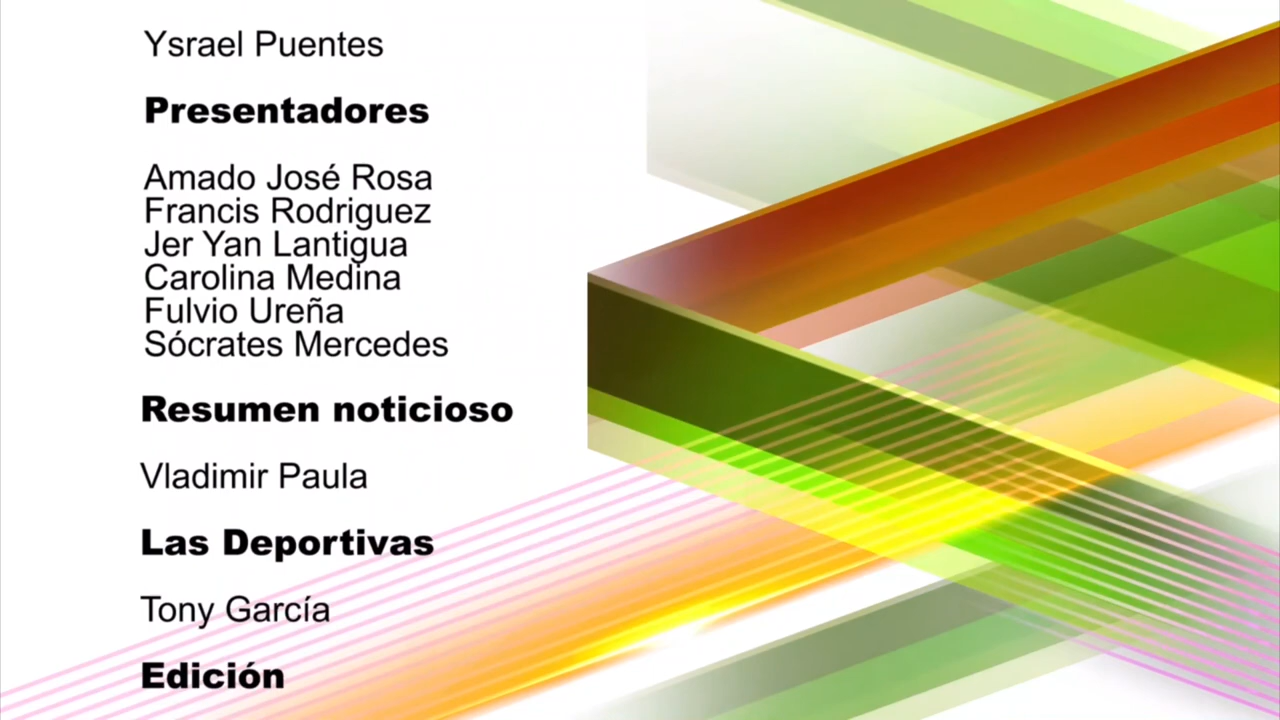 Ysrael Puentes
Presentadores
Amado José Rosa
Francis Rodriguez
Jer Yan Lantigua
Carolina Medina
Fulvio Ureña
Sócrates Mercedes
Resumen noticioso
Vladimir Paula
Las Deportivas
Tony García
Edición